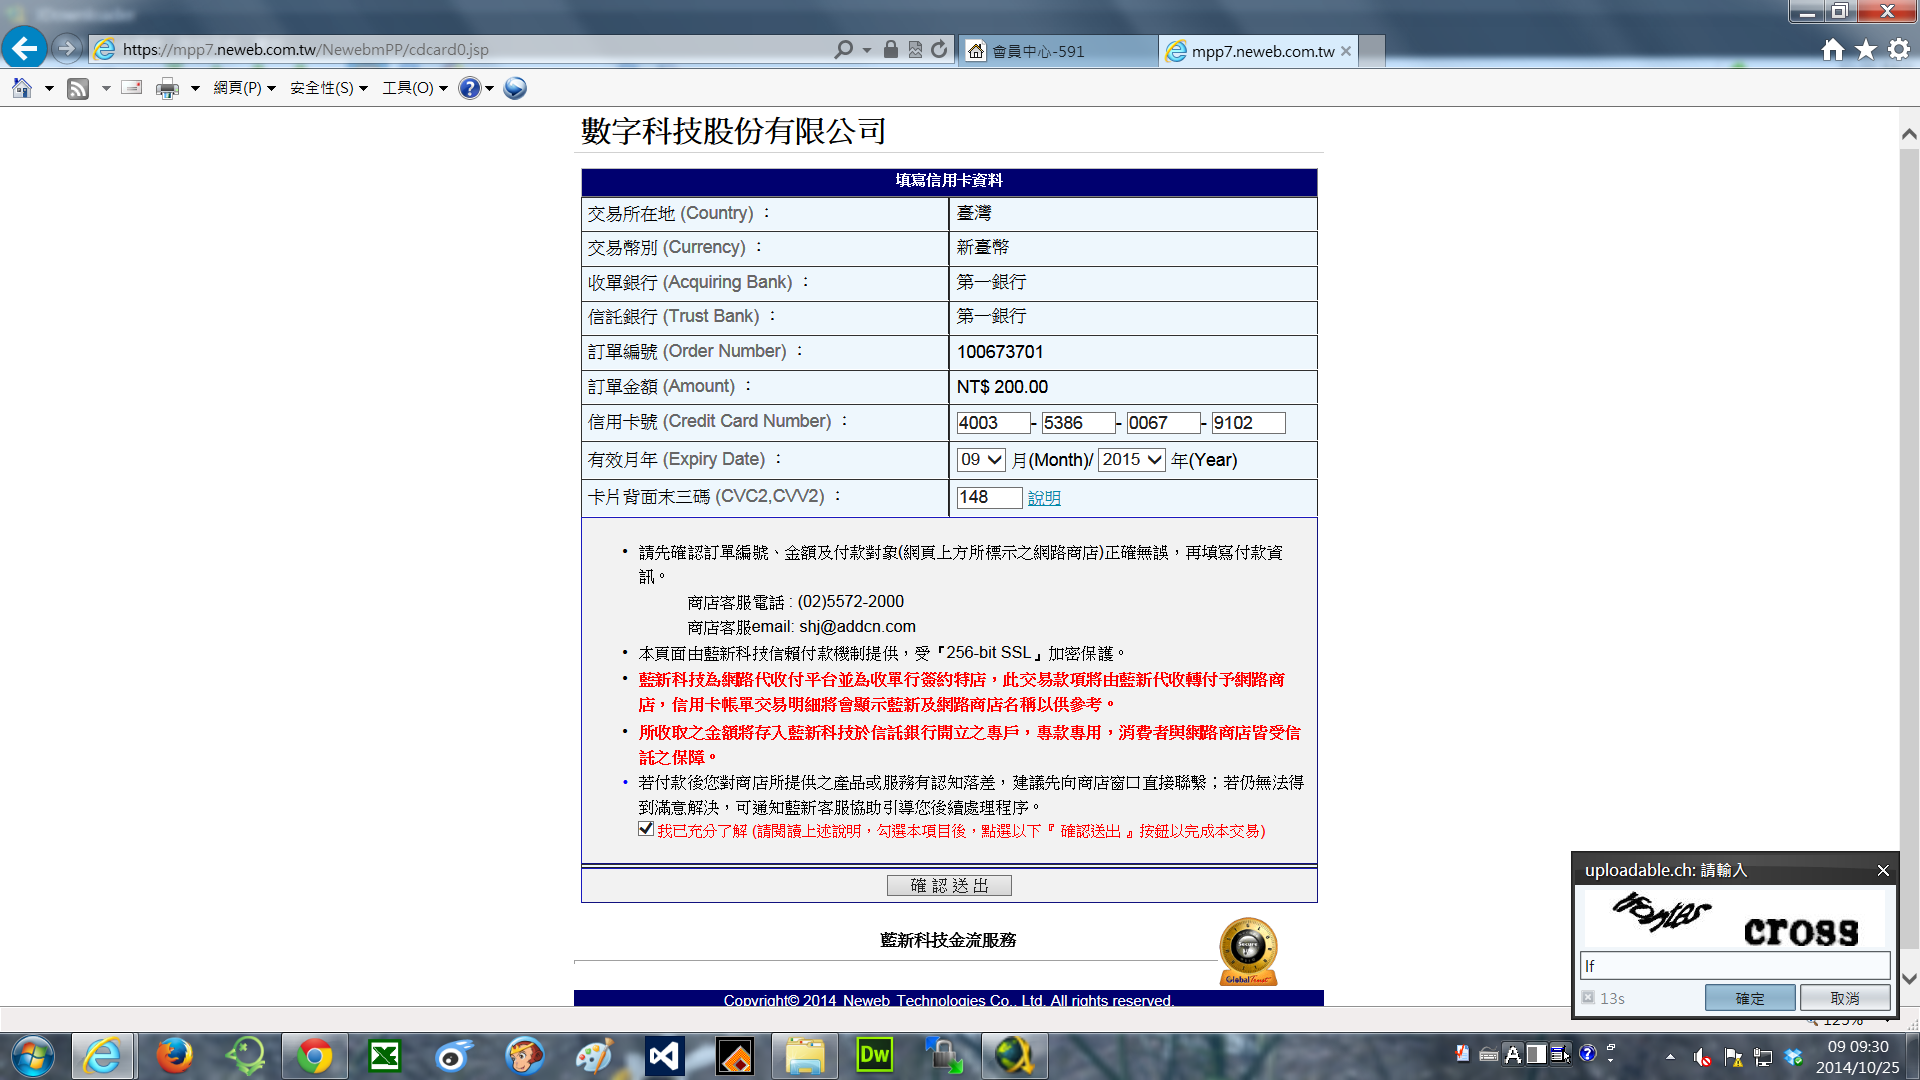 https://mpp7.neweb.com.tw/NewebmPP/cdcard0.jsp
會員中心-591
mpp7.neweb.com.tw
網頁(P)
安全性(S)
工具(O)
數字科技股份有限公司
填寫信用卡資料
交易所在地 (Country) : 臺灣
交易幣別 (Currency) : 新臺幣
收單銀行 (Acquiring Bank) : 第一銀行
信託銀行 (Trust Bank) : 第一銀行
訂單編號 (Order Number) : 100673701
訂單金額 (Amount) : NT$ 200.00
信用卡號 (Credit Card Number) : 4003 - 5386 - 0067 - 9102
有效月年 (Expiry Date) : 09 月(Month)/ 2015 年(Year)
卡片背面末三碼 (CVC2,CVV2) : 148 說明
• 請先確認訂單編號、金額及付款對象(網頁上方所標示之網路商店)正確無誤，再填寫付款資
訊。
商店客服電話 : (02)5572-2000
商店客服email: shj@addcn.com
• 本頁面由藍新科技信賴付款機制提供，受『256-bit SSL』加密保護。
• 藍新科技為網路代收付平台並為收單行簽約特店，此交易款項將由藍新代收轉付予網路商
店，信用卡帳單交易明細將會顯示藍新及網路商店名稱以供參考。
• 所收取之金額將存入藍新科技於信託銀行開立之專戶，專款專用，消費者與網路商店皆受信
託之保障。
• 若付款後您對商店所提供之產品或服務有認知落差，建議先向商店窗口直接聯繫；若仍無法得
到滿意解決，可通知藍新客服協助引導您後續處理程序。
我已充分了解 (請閱讀上述說明，勾選本項目後，點選以下『 確認送出 』按鈕以完成本交易)
確 認 送 出
藍新科技金流服務
Secure
GlobalTrust
Copyright© 2014 Neweb Technologies Co., Ltd. All rights reserved.
uploadable.ch: 請輸入
cross
lf
13s
確定
取消
125%
Dw
A
09 09:30
2014/10/25